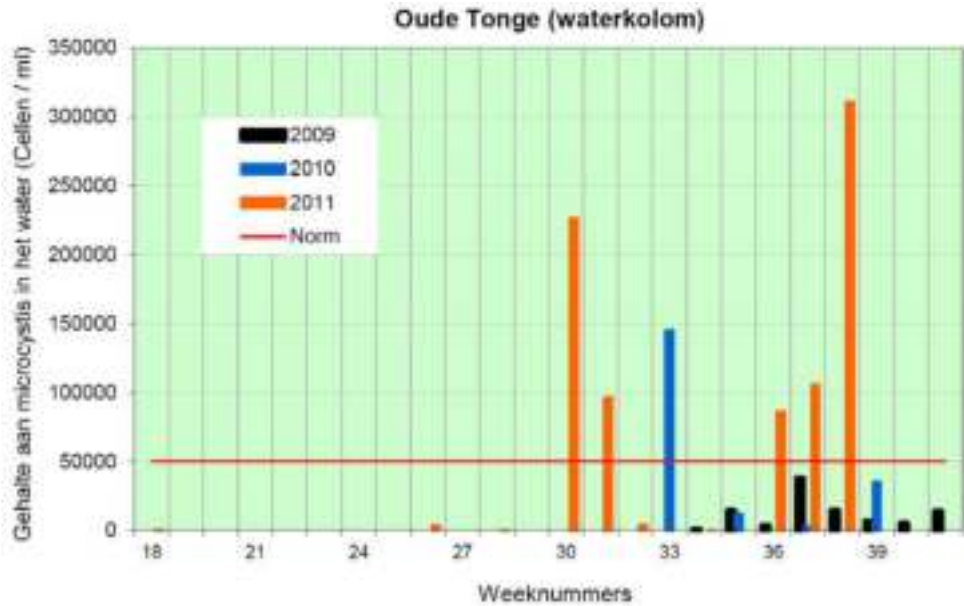 Oude Tonge (waterkolom)
Gehalte aan microcystis in het water (Cellen / ml)
350000
300000
250000
200000
150000
100000
50000
0
2009
2010
2011
Norm
18 21 24 27 30 33 36 39
Weeknummers